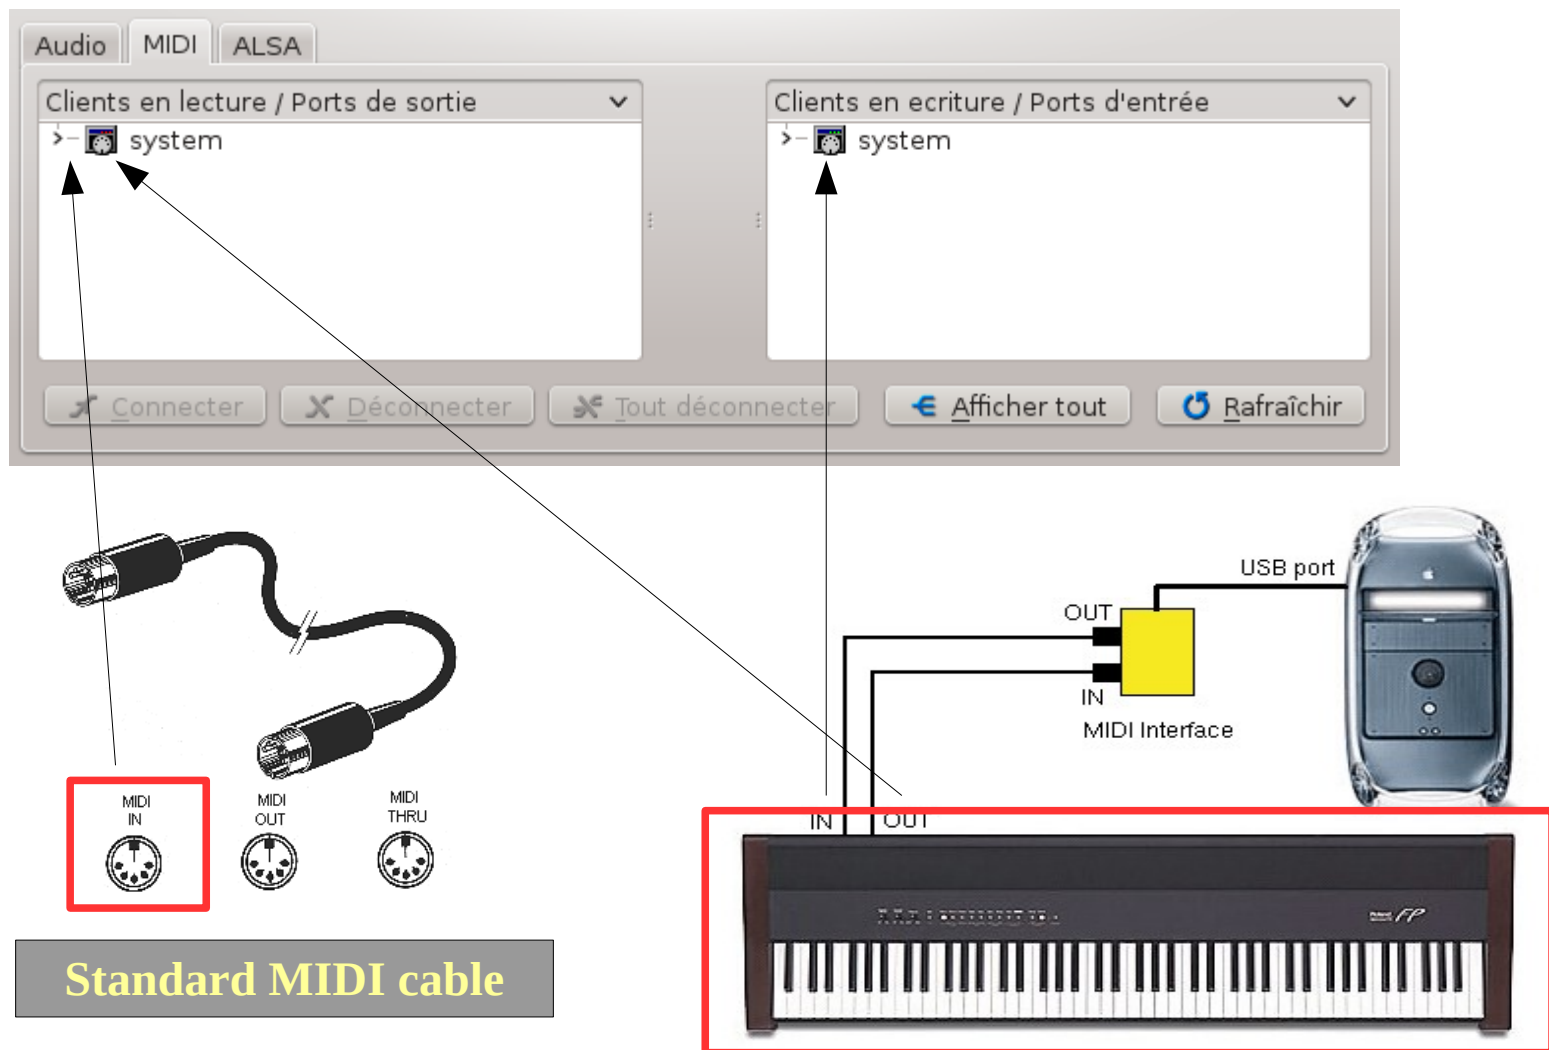 Audio
MIDI
ALSA
Clients en lecture / Ports de sortie
Clients en ecriture / Ports d'entrée
system
system
Connecter
Déconnecter
Tout déconnecter
Afficher tout
Rafraîchir
USB port
OUT
IN
MIDI Interface
MIDI
IN
MIDI
OUT
MIDI
THRU
IN
OUT
Roland
FP
Standard MIDI cable